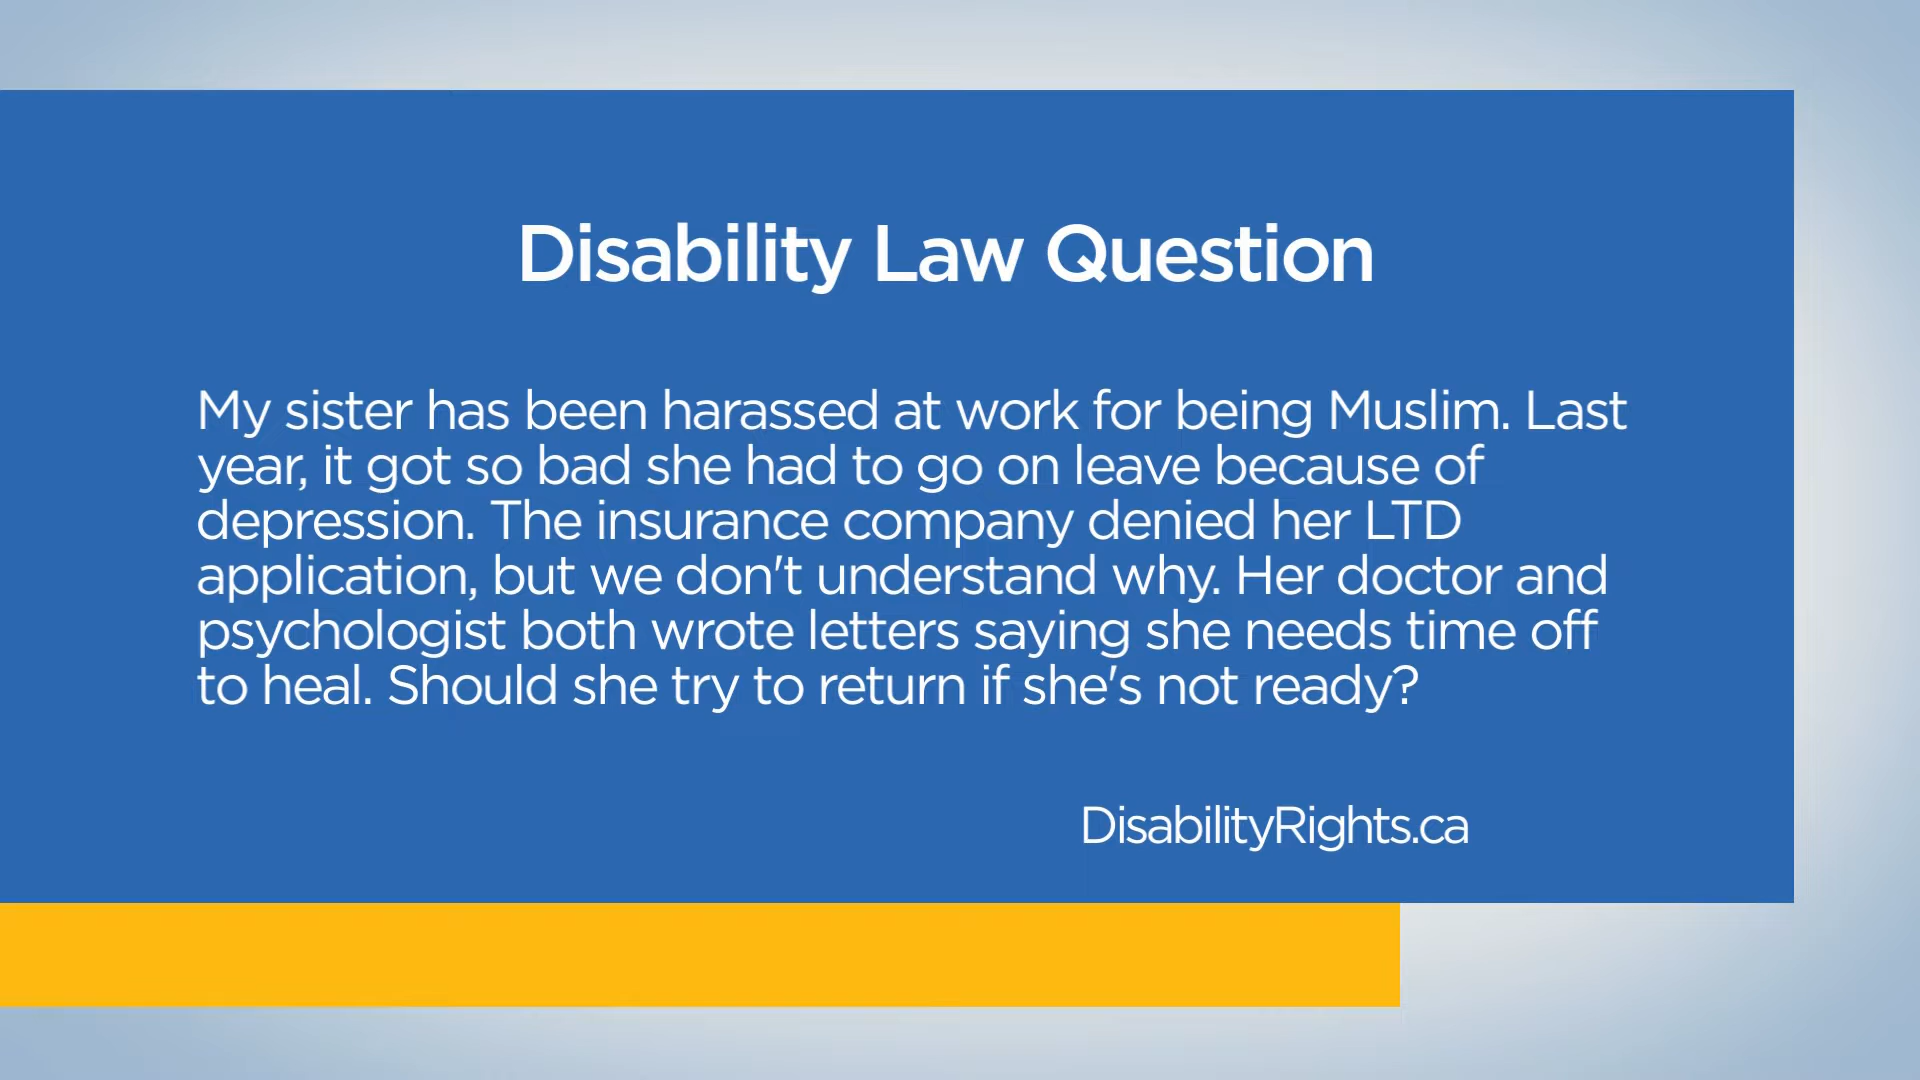 Disability Law Question
My sister has been harassed at work for being Muslim. Last
year, it got so bad she had to go on leave because of
depression. The insurance company denied her LTD
application, but we don't understand why. Her doctor and
psychologist both wrote letters saying she needs time off
to heal. Should she try to return if she's not ready?
DisabilityRights.ca